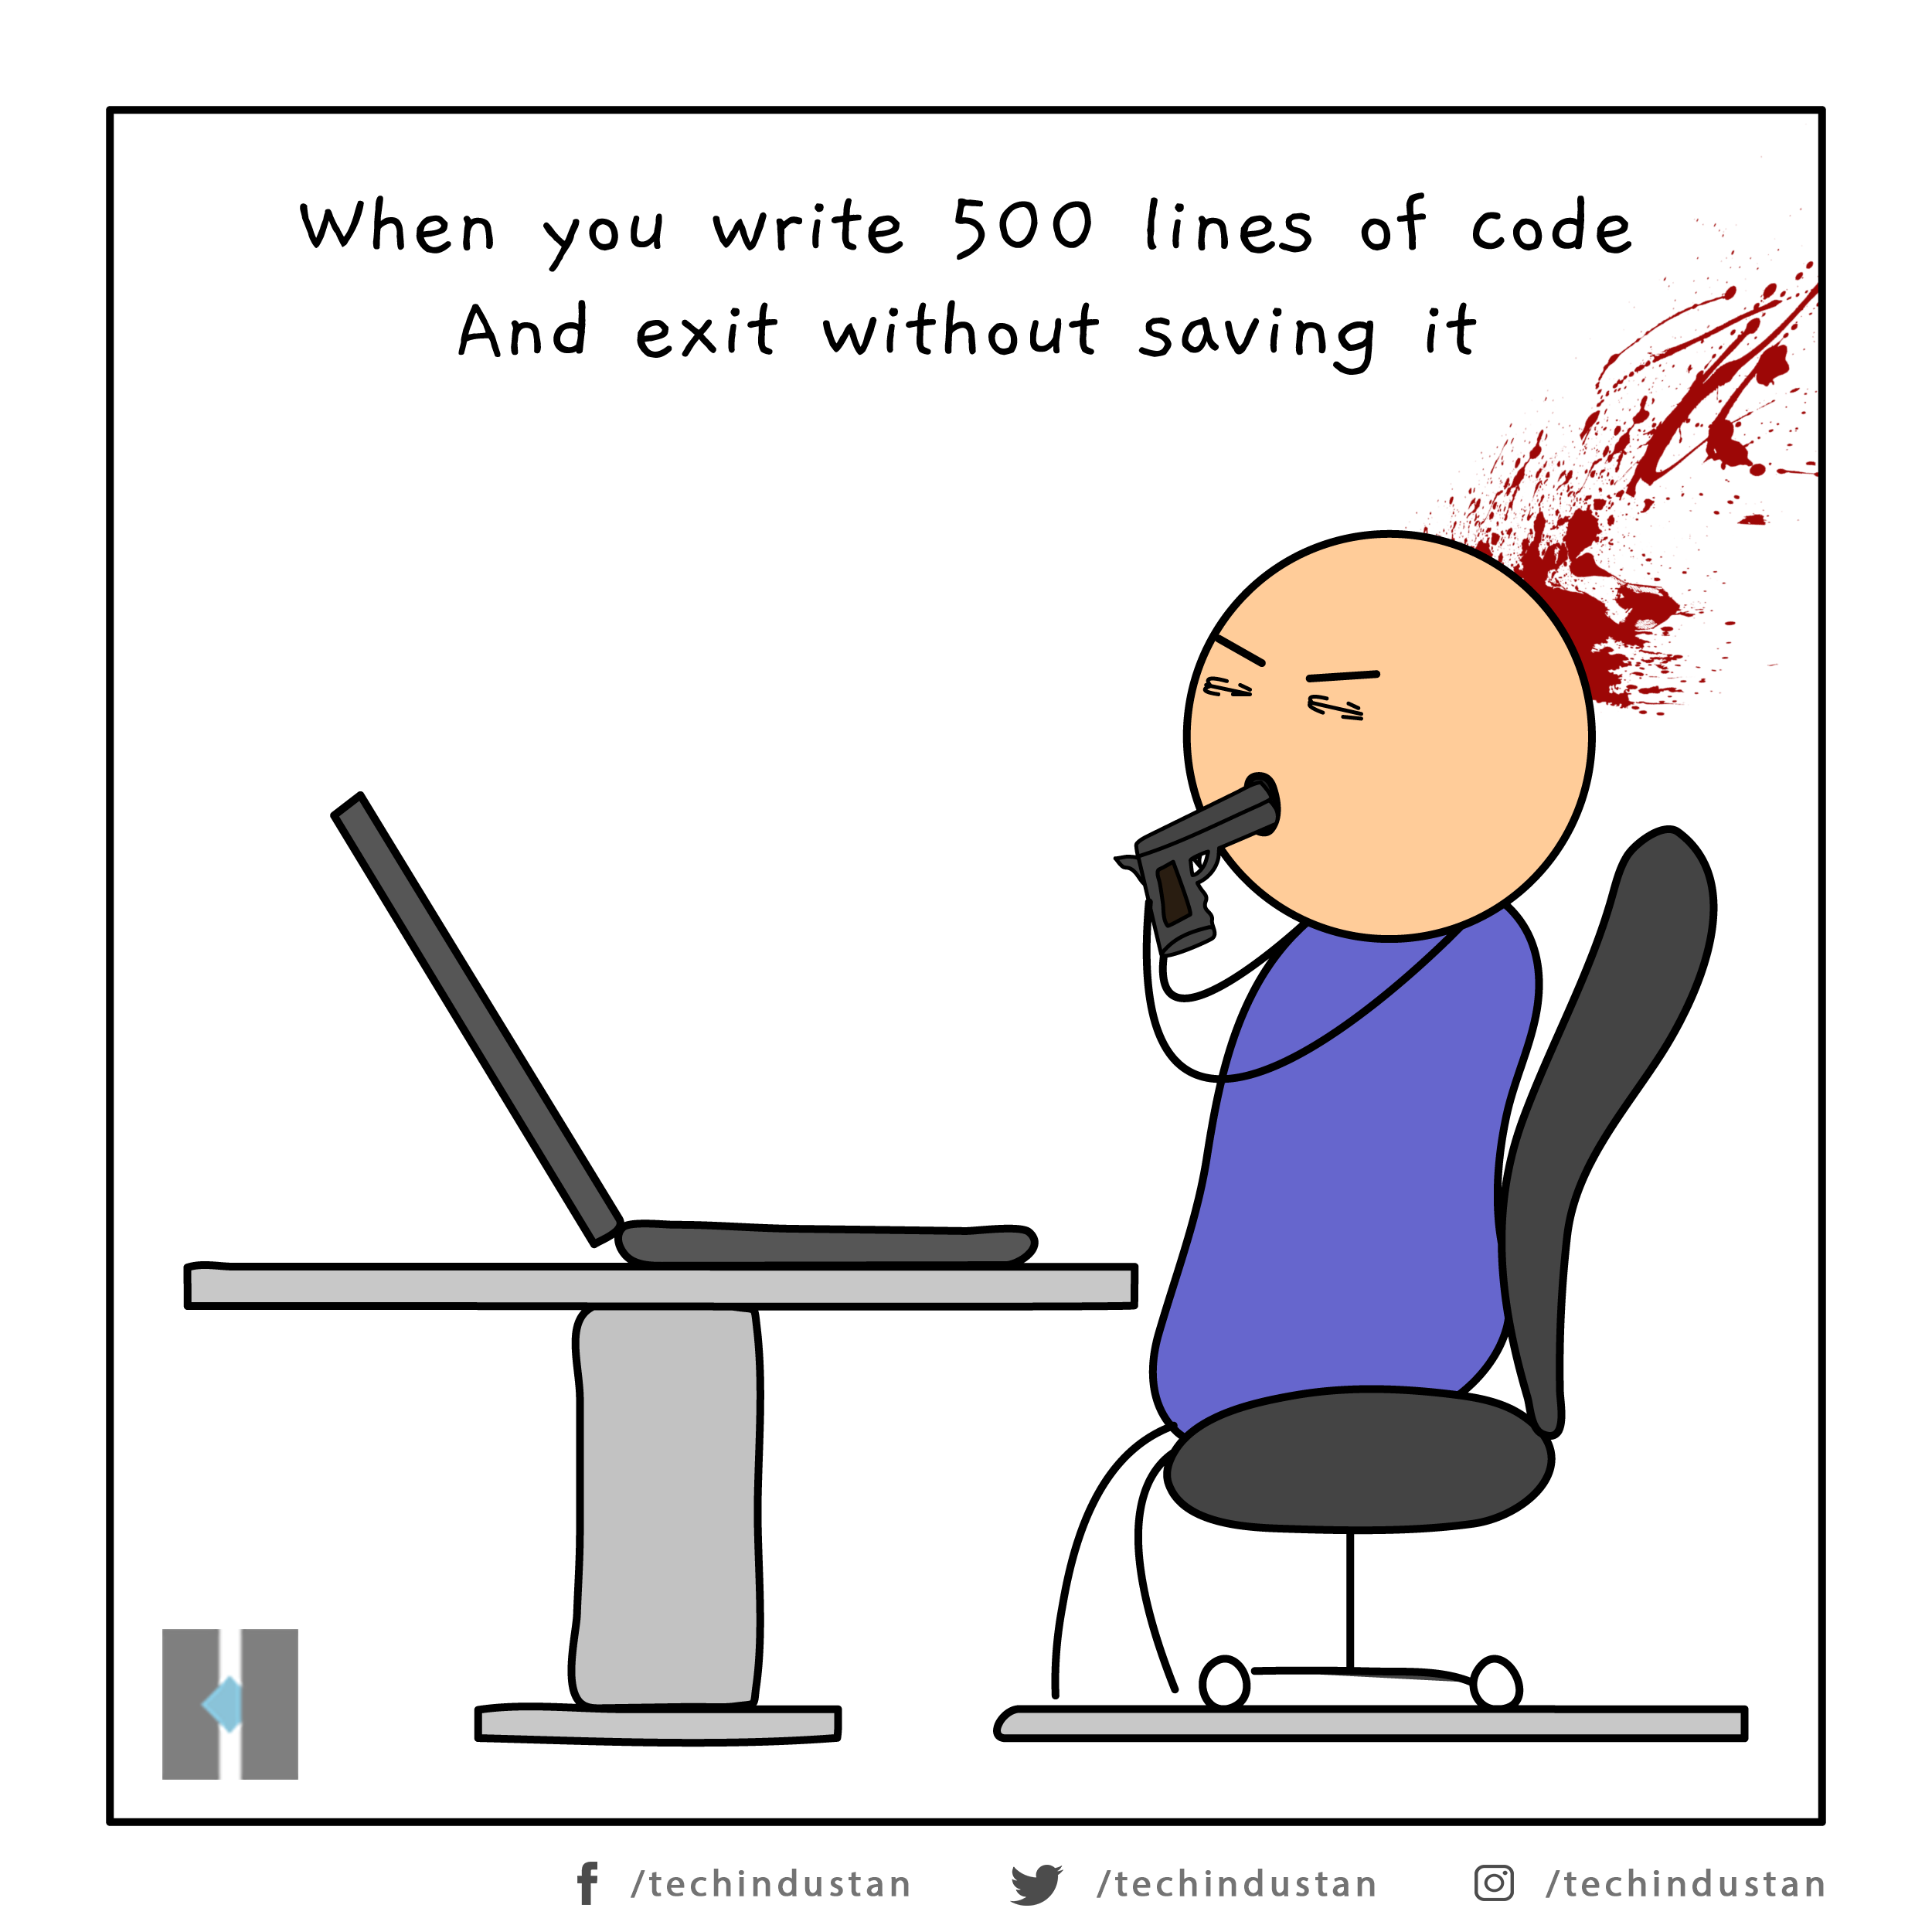 When you write 500 lines of code
And exit without saving it
/techindustan /techindustan /techindustan